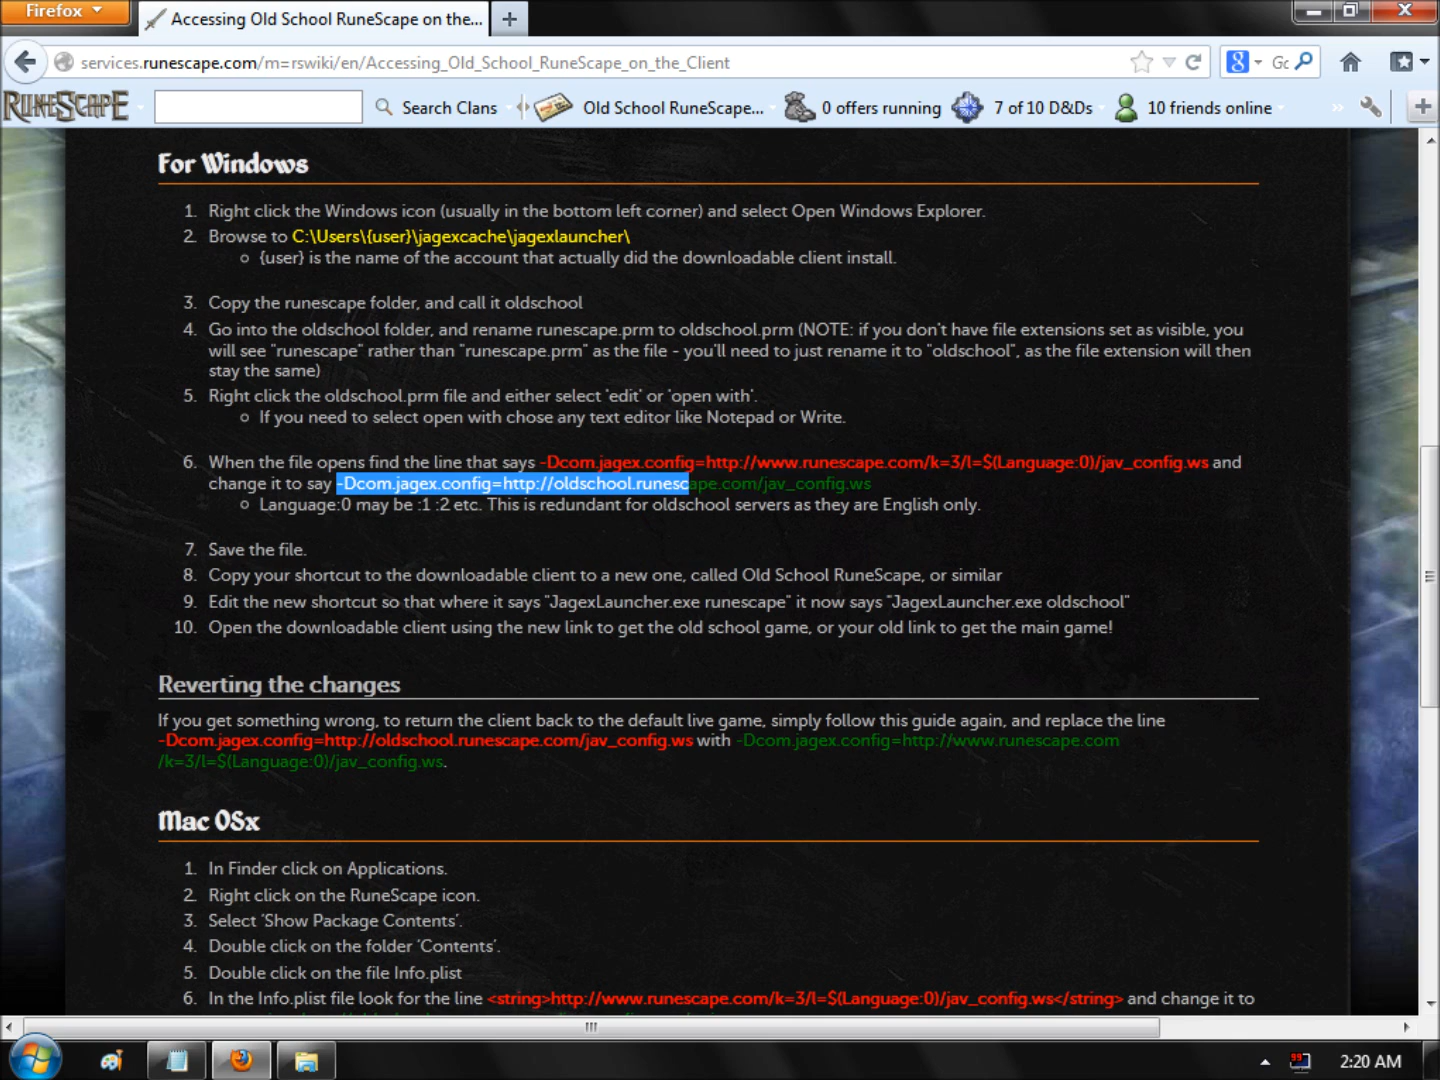 Firefox
Accessing Old School RuneScape on the...
services.runescape.com/m=rswiki/en/Accessing_Old_School_RuneScape_on_the_Client
RUNESCAPE
Search Clans
Old School RuneScape...
0 offers running
7 of 10 D&Ds
10 friends online
For Windows
1. Right click the Windows icon (usually in the bottom left corner) and select Open Windows Explorer.
2. Browse to C:\Users\{user}\jagexcache\jagexlauncher\
{user} is the name of the account that actually did the downloadable client install.
3. Copy the runescape folder, and call it oldschool
4. Go into the oldschool folder, and rename runescape.prm to oldschool.prm (NOTE: if you don't have file extensions set as visible, you
will see "runescape" rather than "runescape.prm" as the file - you'll need to just rename it to "oldschool", as the file extension will then
stay the same)
5. Right click the oldschool.prm file and either select 'edit' or 'open with'.
If you need to select open with chose any text editor like Notepad or Write.
6. When the file opens find the line that says -Dcom.jagex.config=http://www.runescape.com/k=3/l=$(Language:0)/jav_config.ws and
change it to say -Dcom.jagex.config=http://oldschool.runescape.com/jav_config.ws
Language:0 may be :1 :2 etc. This is redundant for oldschool servers as they are English only.
7. Save the file.
8. Copy your shortcut to the downloadable client to a new one, called Old School RuneScape, or similar
9. Edit the new shortcut so that where it says "JagexLauncher.exe runescape" it now says "JagexLauncher.exe oldschool"
10. Open the downloadable client using the new link to get the old school game, or your old link to get the main game!
Reverting the changes
If you get something wrong, to return the client back to the default live game, simply follow this guide again, and replace the line
-Dcom.jagex.config=http://oldschool.runescape.com/jav_config.ws with -Dcom.jagex.config=http://www.runescape.com
/k=3/l=$(Language:0)/jav_config.ws.
Mac OSx
1. In Finder click on Applications.
2. Right click on the RuneScape icon.
3. Select 'Show Package Contents'.
4. Double click on the folder 'Contents'.
5. Double click on the file Info.plist
6. In the Info.plist file look for the line <string>http://www.runescape.com/k=3/l=$(Language:0)/jav_config.ws</string> and change it to
99
2:20 AM